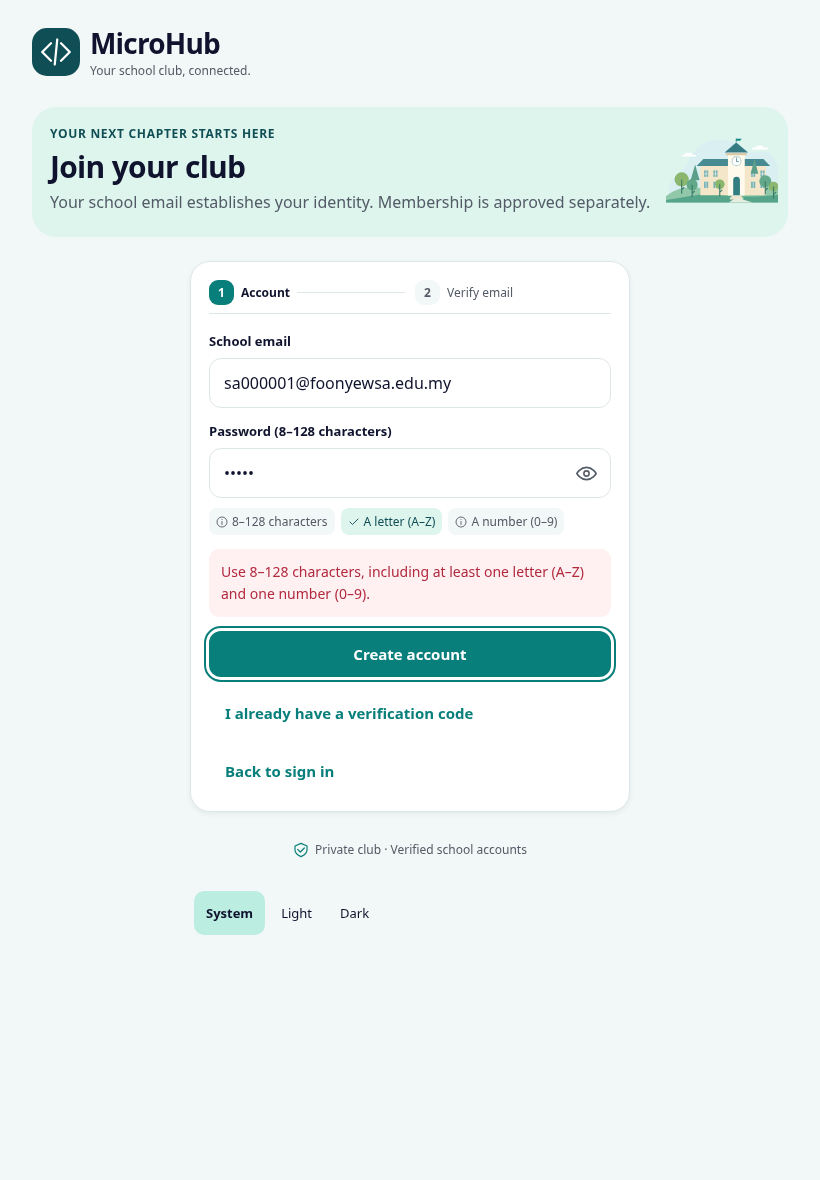 MicroHub
Your school club, connected.
YOUR NEXT CHAPTER STARTS HERE
Join your club
Your school email establishes your identity. Membership is approved separately.
1 Account
2 Verify email
School email
sa000001@foonyewsa.edu.my
Password (8–128 characters)
•••••
8–128 characters
A letter (A–Z)
A number (0–9)
Use 8–128 characters, including at least one letter (A–Z)
and one number (0–9).
Create account
I already have a verification code
Back to sign in
Private club · Verified school accounts
System
Light
Dark